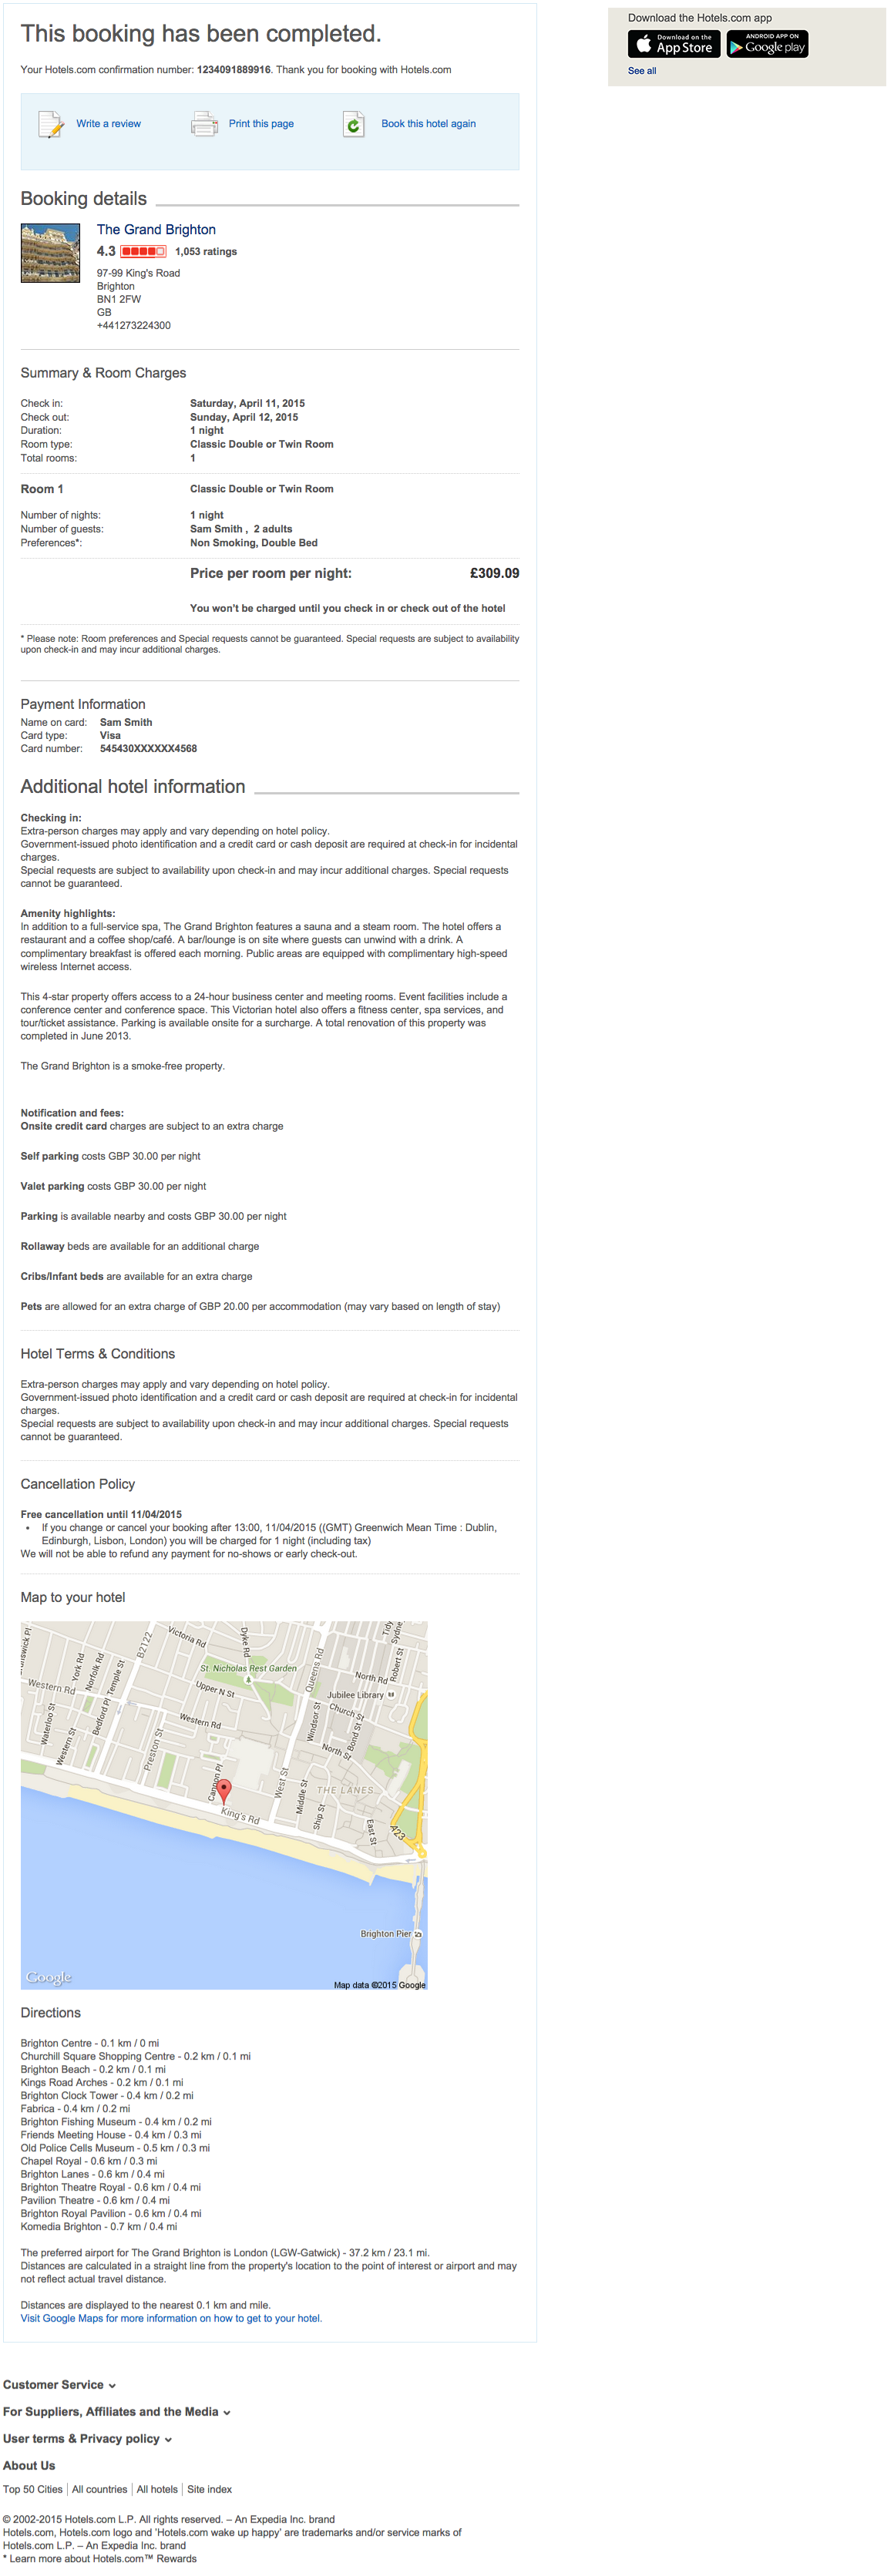 This booking has been completed.
Your Hotels.com confirmation number: 1234091889916. Thank you for booking with Hotels.com
Write a review
Print this page
Book this hotel again
Download the Hotels.com app
Download on the
App Store
ANDROID APP ON
Google play
See all
Booking details
The Grand Brighton
4.3 1,053 ratings
97-99 King's Road
Brighton
BN1 2FW
GB
+441273224300
Summary & Room Charges
Check in: Saturday, April 11, 2015
Check out: Sunday, April 12, 2015
Duration: 1 night
Room type: Classic Double or Twin Room
Total rooms: 1
Room 1 Classic Double or Twin Room
Number of nights: 1 night
Number of guests: Sam Smith , 2 adults
Preferences*: Non Smoking, Double Bed
Price per room per night: £309.09
You won't be charged until you check in or check out of the hotel
* Please note: Room preferences and Special requests cannot be guaranteed. Special requests are subject to availability
upon check-in and may incur additional charges.
Payment Information
Name on card: Sam Smith
Card type: Visa
Card number: 545430XXXXXX4568
Additional hotel information
Checking in:
Extra-person charges may apply and vary depending on hotel policy.
Government-issued photo identification and a credit card or cash deposit are required at check-in for incidental
charges.
Special requests are subject to availability upon check-in and may incur additional charges. Special requests
cannot be guaranteed.
Amenity highlights:
In addition to a full-service spa, The Grand Brighton features a sauna and a steam room. The hotel offers a
restaurant and a coffee shop/café. A bar/lounge is on site where guests can unwind with a drink. A
complimentary breakfast is offered each morning. Public areas are equipped with complimentary high-speed
wireless Internet access.
This 4-star property offers access to a 24-hour business center and meeting rooms. Event facilities include a
conference center and conference space. This Victorian hotel also offers a fitness center, spa services, and
tour/ticket assistance. Parking is available onsite for a surcharge. A total renovation of this property was
completed in June 2013.
The Grand Brighton is a smoke-free property.
Notification and fees:
Onsite credit card charges are subject to an extra charge
Self parking costs GBP 30.00 per night
Valet parking costs GBP 30.00 per night
Parking is available nearby and costs GBP 30.00 per night
Rollaway beds are available for an additional charge
Cribs/Infant beds are available for an extra charge
Pets are allowed for an extra charge of GBP 20.00 per accommodation (may vary based on length of stay)
Hotel Terms & Conditions
Extra-person charges may apply and vary depending on hotel policy.
Government-issued photo identification and a credit card or cash deposit are required at check-in for incidental
charges.
Special requests are subject to availability upon check-in and may incur additional charges. Special requests
cannot be guaranteed.
Cancellation Policy
Free cancellation until 11/04/2015
• If you change or cancel your booking after 13:00, 11/04/2015 ((GMT) Greenwich Mean Time : Dublin,
Edinburgh, Lisbon, London) you will be charged for 1 night (including tax)
We will not be able to refund any payment for no-shows or early check-out.
Map to your hotel
Victoria Rd
Dyke Rd
B2122
York Rd
Norfolk Rd
Temple St
St. Nicholas Rest Garden
Queens Rd
North Rd
Robert St
Western Rd
Upper N St
Jubilee Library
Waterloo St
Western St
Bedford Pl
Western Rd
Windsor St
Church St
Bond St
Preston St
North St
Cannon Pl
West St
THE LANES
Middle St
Ship St
King's Rd
East St
A23
Brighton Pier
Google
Map data ©2015 Google
Directions
Brighton Centre - 0.1 km / 0 mi
Churchill Square Shopping Centre - 0.2 km / 0.1 mi
Brighton Beach - 0.2 km / 0.1 mi
Kings Road Arches - 0.2 km / 0.1 mi
Brighton Clock Tower - 0.4 km / 0.2 mi
Fabrica - 0.4 km / 0.2 mi
Brighton Fishing Museum - 0.4 km / 0.2 mi
Friends Meeting House - 0.4 km / 0.3 mi
Old Police Cells Museum - 0.5 km / 0.3 mi
Chapel Royal - 0.6 km / 0.3 mi
Brighton Lanes - 0.6 km / 0.4 mi
Brighton Theatre Royal - 0.6 km / 0.4 mi
Pavilion Theatre - 0.6 km / 0.4 mi
Brighton Royal Pavilion - 0.6 km / 0.4 mi
Komedia Brighton - 0.7 km / 0.4 mi
The preferred airport for The Grand Brighton is London (LGW-Gatwick) - 37.2 km / 23.1 mi.
Distances are calculated in a straight line from the property's location to the point of interest or airport and may
not reflect actual travel distance.
Distances are displayed to the nearest 0.1 km and mile.
Visit Google Maps for more information on how to get to your hotel.
Customer Service
For Suppliers, Affiliates and the Media
User terms & Privacy policy
About Us
Top 50 Cities | All countries | All hotels | Site index
© 2002-2015 Hotels.com L.P. All rights reserved. – An Expedia Inc. brand
Hotels.com, Hotels.com logo and 'Hotels.com wake up happy' are trademarks and/or service marks of
Hotels.com L.P. – An Expedia Inc. brand
* Learn more about Hotels.com™ Rewards